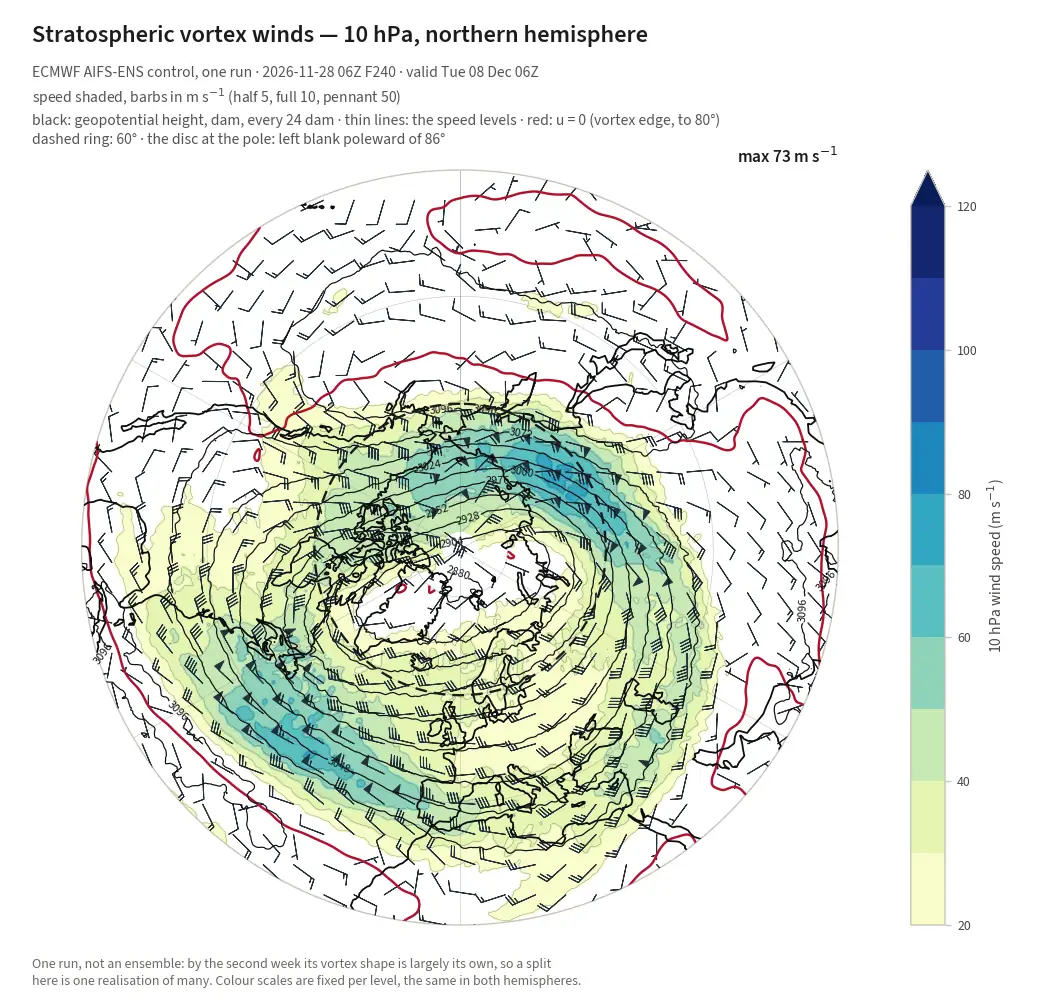 Stratospheric vortex winds — 10 hPa, northern hemisphere
ECMWF AIFS-ENS control, one run · 2026-11-28 06Z F240 · valid Tue 08 Dec 06Z
speed shaded, barbs in m s⁻¹ (half 5, full 10, pennant 50)
black: geopotential height, dam, every 24 dam · thin lines: the speed levels · red: u = 0 (vortex edge, to 80°)
dashed ring: 60° · the disc at the pole: left blank poleward of 86°
max 73 m s⁻¹
120
100
80
60
40
20
10 hPa wind speed (m s⁻¹)
3096
3024
3000
2952
2928
2880
3096
3096
3096
3096
One run, not an ensemble: by the second week its vortex shape is largely its own, so a split
here is one realisation of many. Colour scales are fixed per level, the same in both hemispheres.